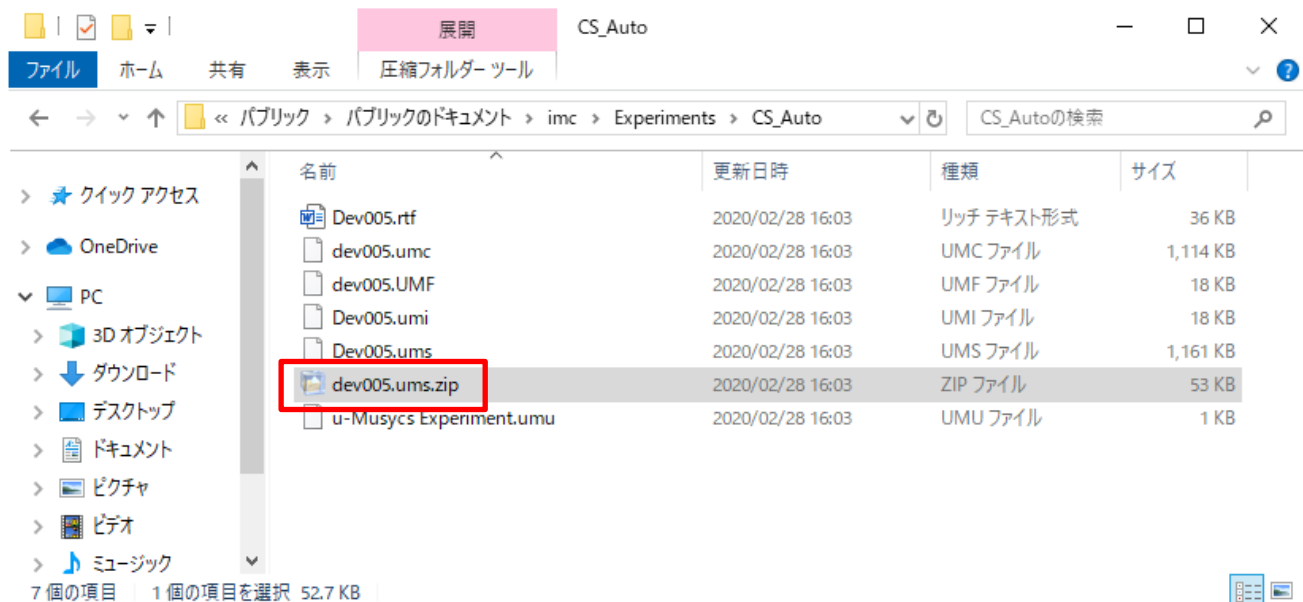 展開 CS_Auto
ファイル ホーム 共有 表示 圧縮フォルダー ツール
« パブリック › パブリックのドキュメント › imc › Experiments › CS_Auto CS_Autoの検索
名前 更新日時 種類 サイズ
クイック アクセス
OneDrive
PC
3D オブジェクト
ダウンロード
デスクトップ
ドキュメント
ピクチャ
ビデオ
ミュージック
Dev005.rtf 2020/02/28 16:03 リッチ テキスト形式 36 KB
dev005.umc 2020/02/28 16:03 UMC ファイル 1,114 KB
dev005.UMF 2020/02/28 16:03 UMF ファイル 18 KB
Dev005.umi 2020/02/28 16:03 UMI ファイル 18 KB
Dev005.ums 2020/02/28 16:03 UMS ファイル 1,161 KB
dev005.ums.zip 2020/02/28 16:03 ZIP ファイル 53 KB
u-Musycs Experiment.umu 2020/02/28 16:03 UMU ファイル 1 KB
7 個の項目 1 個の項目を選択 52.7 KB